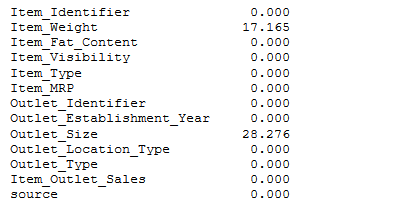 Item_Identifier 0.000
Item_Weight 17.165
Item_Fat_Content 0.000
Item_Visibility 0.000
Item_Type 0.000
Item_MRP 0.000
Outlet_Identifier 0.000
Outlet_Establishment_Year 0.000
Outlet_Size 28.276
Outlet_Location_Type 0.000
Outlet_Type 0.000
Item_Outlet_Sales 0.000
source 0.000